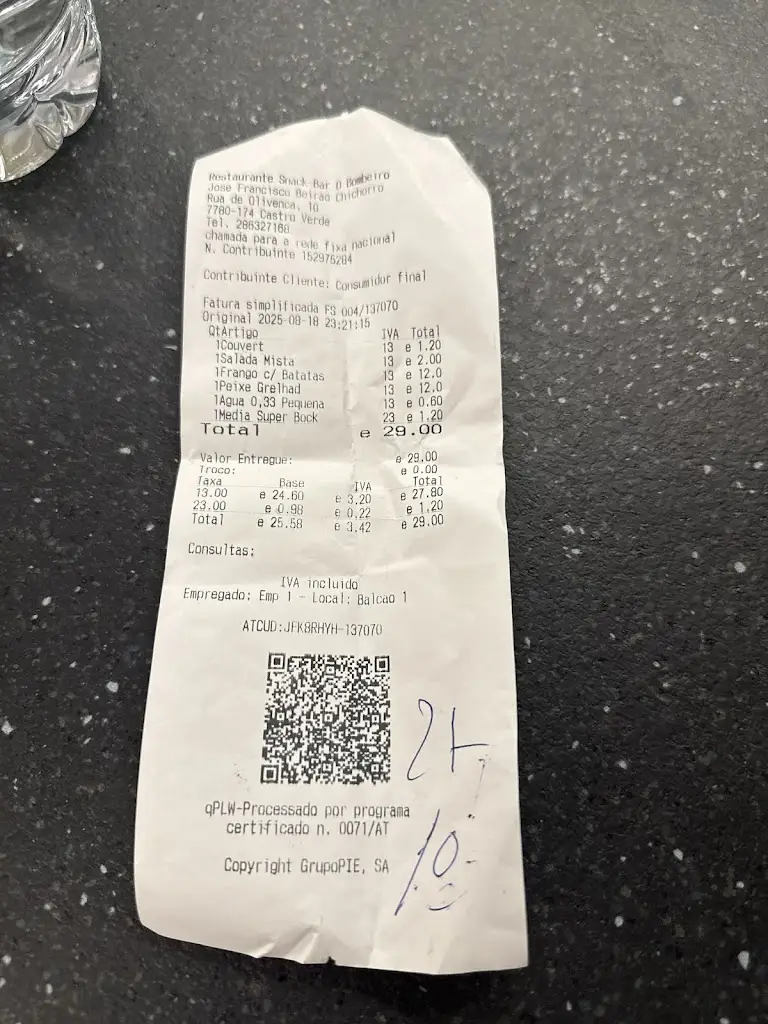 Restaurante Snack Bar O Bombeiro
Jose Francisco Beirao Chichorro
Rua de Olivenca, 10
7780-174 Castro Verde
Tel. 286327168
chamada para a rede fixa nacional
N. Contribuinte 152975284
Contribuinte Cliente: Consumidor final
Fatura simplificada FS 004/137070
Original 2025-08-18 23:21:15
QtArtigo IVA Total
1Couvert 13 e 1.20
1Salada Mista 13 e 2.00
1Frango c/ Batatas 13 e 12.0
1Peixe Grelhad 13 e 12.0
1Agua 0,33 Pequena 13 e 0.60
1Media Super Bock 23 e 1.20
Total e 29.00
Valor Entregue: e 29.00
Troco: e 0.00
Taxa Base IVA Total
13.00 e 24.60 e 3.20 e 27.80
23.00 e 0.98 e 0.22 e 1.20
Total e 25.58 e 3.42 e 29.00
Consultas:
IVA incluido
Empregado: Emp 1 - Local: Balcao 1
ATCUD:JFK8RHYH-137070
qPLW-Processado por programa
certificado n. 0071/AT
Copyright GrupoPIE, SA
10